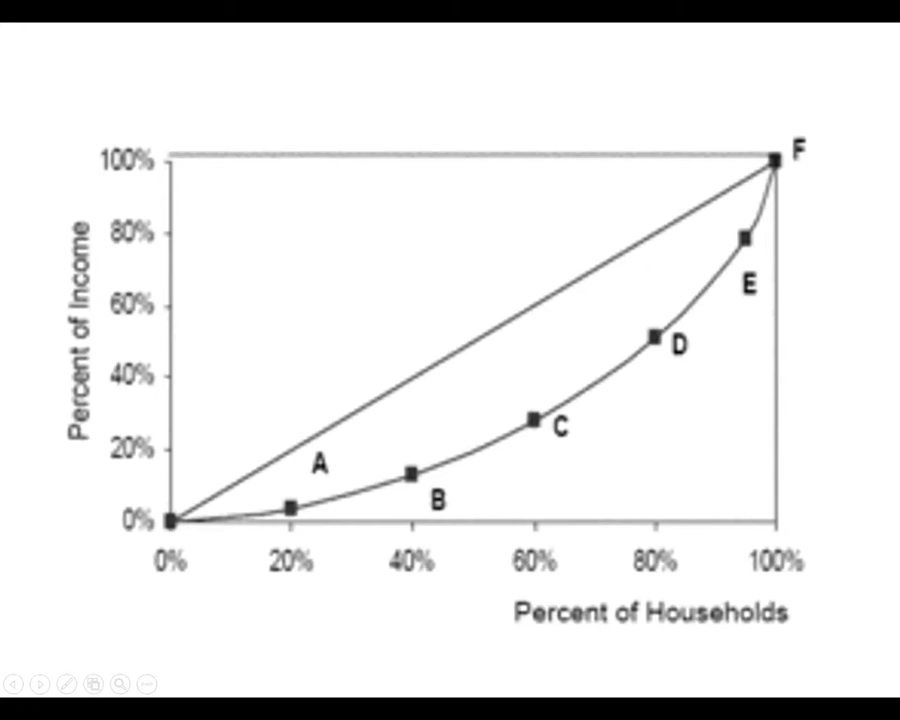 F
100%
80%
60%
40%
20%
0%
Percent of Income
E
D
C
A
B
0% 20% 40% 60% 80% 100%
Percent of Households